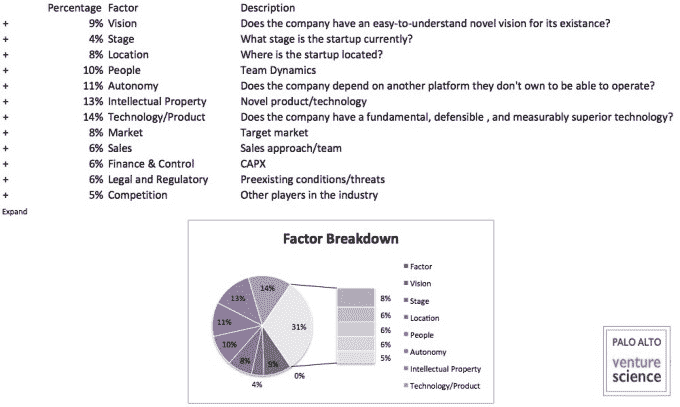 Percentage Factor Description
+ 9% Vision Does the company have an easy-to-understand novel vision for its existance?
+ 4% Stage What stage is the startup currently?
+ 8% Location Where is the startup located?
+ 10% People Team Dynamics
+ 11% Autonomy Does the company depend on another platform they don't own to be able to operate?
+ 13% Intellectual Property Novel product/technology
+ 14% Technology/Product Does the company have a fundamental, defensible , and measurably superior technology?
+ 8% Market Target market
+ 6% Sales Sales approach/team
+ 6% Finance & Control CAPX
+ 6% Legal and Regulatory Preexisting conditions/threats
+ 5% Competition Other players in the industry
Expand
Factor Breakdown
14%
13%
11%
10%
8%
4%
9%
0%
31%
8%
6%
6%
6%
5%
Factor
Vision
Stage
Location
People
Autonomy
Intellectual Property
Technology/Product
PALO ALTO
venture
science